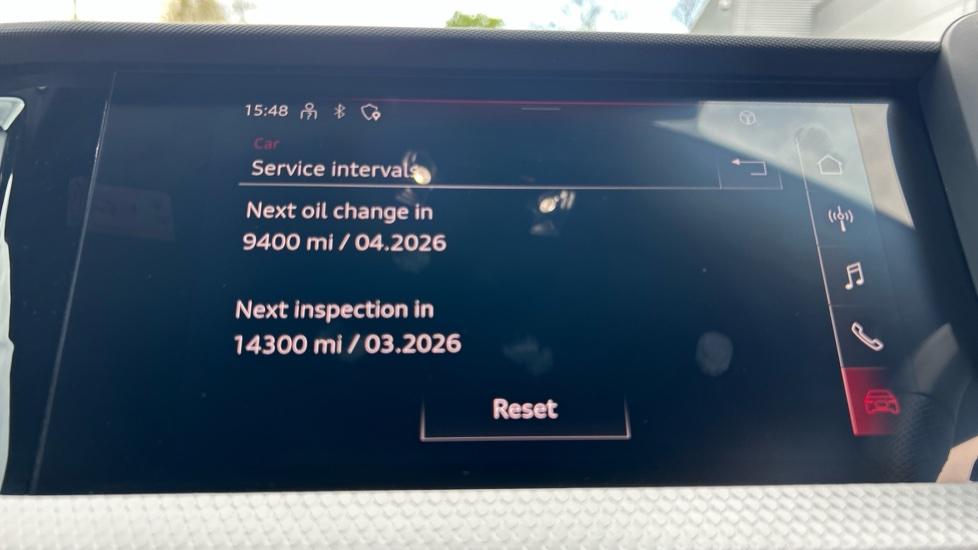 15:48
Car
Service intervals
Next oil change in
9400 mi / 04.2026
Next inspection in
14300 mi / 03.2026
Reset